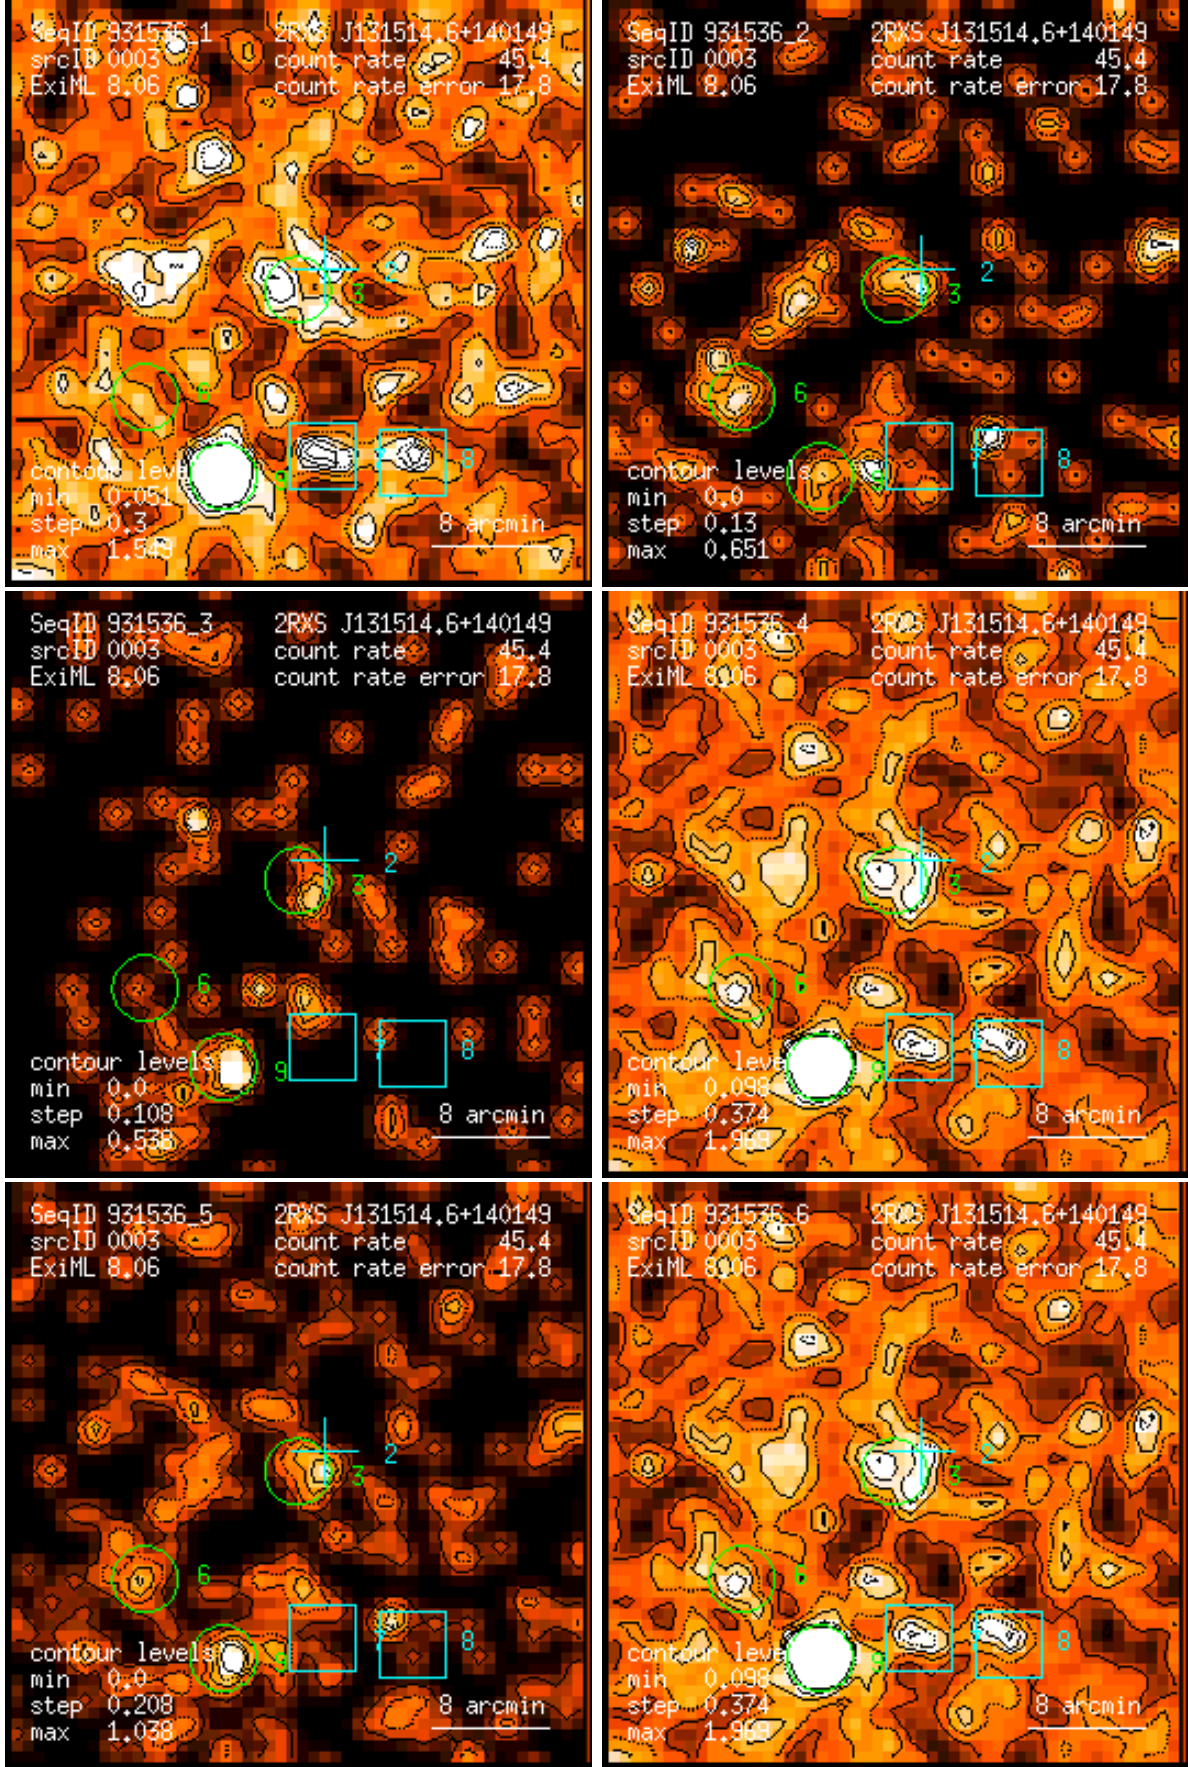 SeqID 931536_1 2RXS J131514.6+140149
srcID 0003 count rate 45.4
ExiML 8.06 count rate error 17.8
2
3
6
7 8
9
contour levels
min 0.051
step 0.3 8 arcmin
max 1.549
SeqID 931536_2 2RXS J131514.6+140149
srcID 0003 count rate 45.4
ExiML 8.06 count rate error 17.8
2
3
6
7 8
9
contour levels
min 0.0
step 0.13 8 arcmin
max 0.651
SeqID 931536_3 2RXS J131514.6+140149
srcID 0003 count rate 45.4
ExiML 8.06 count rate error 17.8
2
3
6
7 8
contour levels 9
min 0.0
step 0.108 8 arcmin
max 0.538
SeqID 931536_4 2RXS J131514.6+140149
srcID 0003 count rate 45.4
ExiML 8.06 count rate error 17.8
2
3
6
7 8
contour leve 9
min 0.098
step 0.374 8 arcmin
max 1.969
SeqID 931536_5 2RXS J131514.6+140149
srcID 0003 count rate 45.4
ExiML 8.06 count rate error 17.8
2
3
6
7 8
contour levels 9
min 0.0
step 0.208 8 arcmin
max 1.038
SeqID 931536_6 2RXS J131514.6+140149
srcID 0003 count rate 45.4
ExiML 8.06 count rate error 17.8
2
3
6
7 8
contour leve 9
min 0.098
step 0.374 8 arcmin
max 1.969